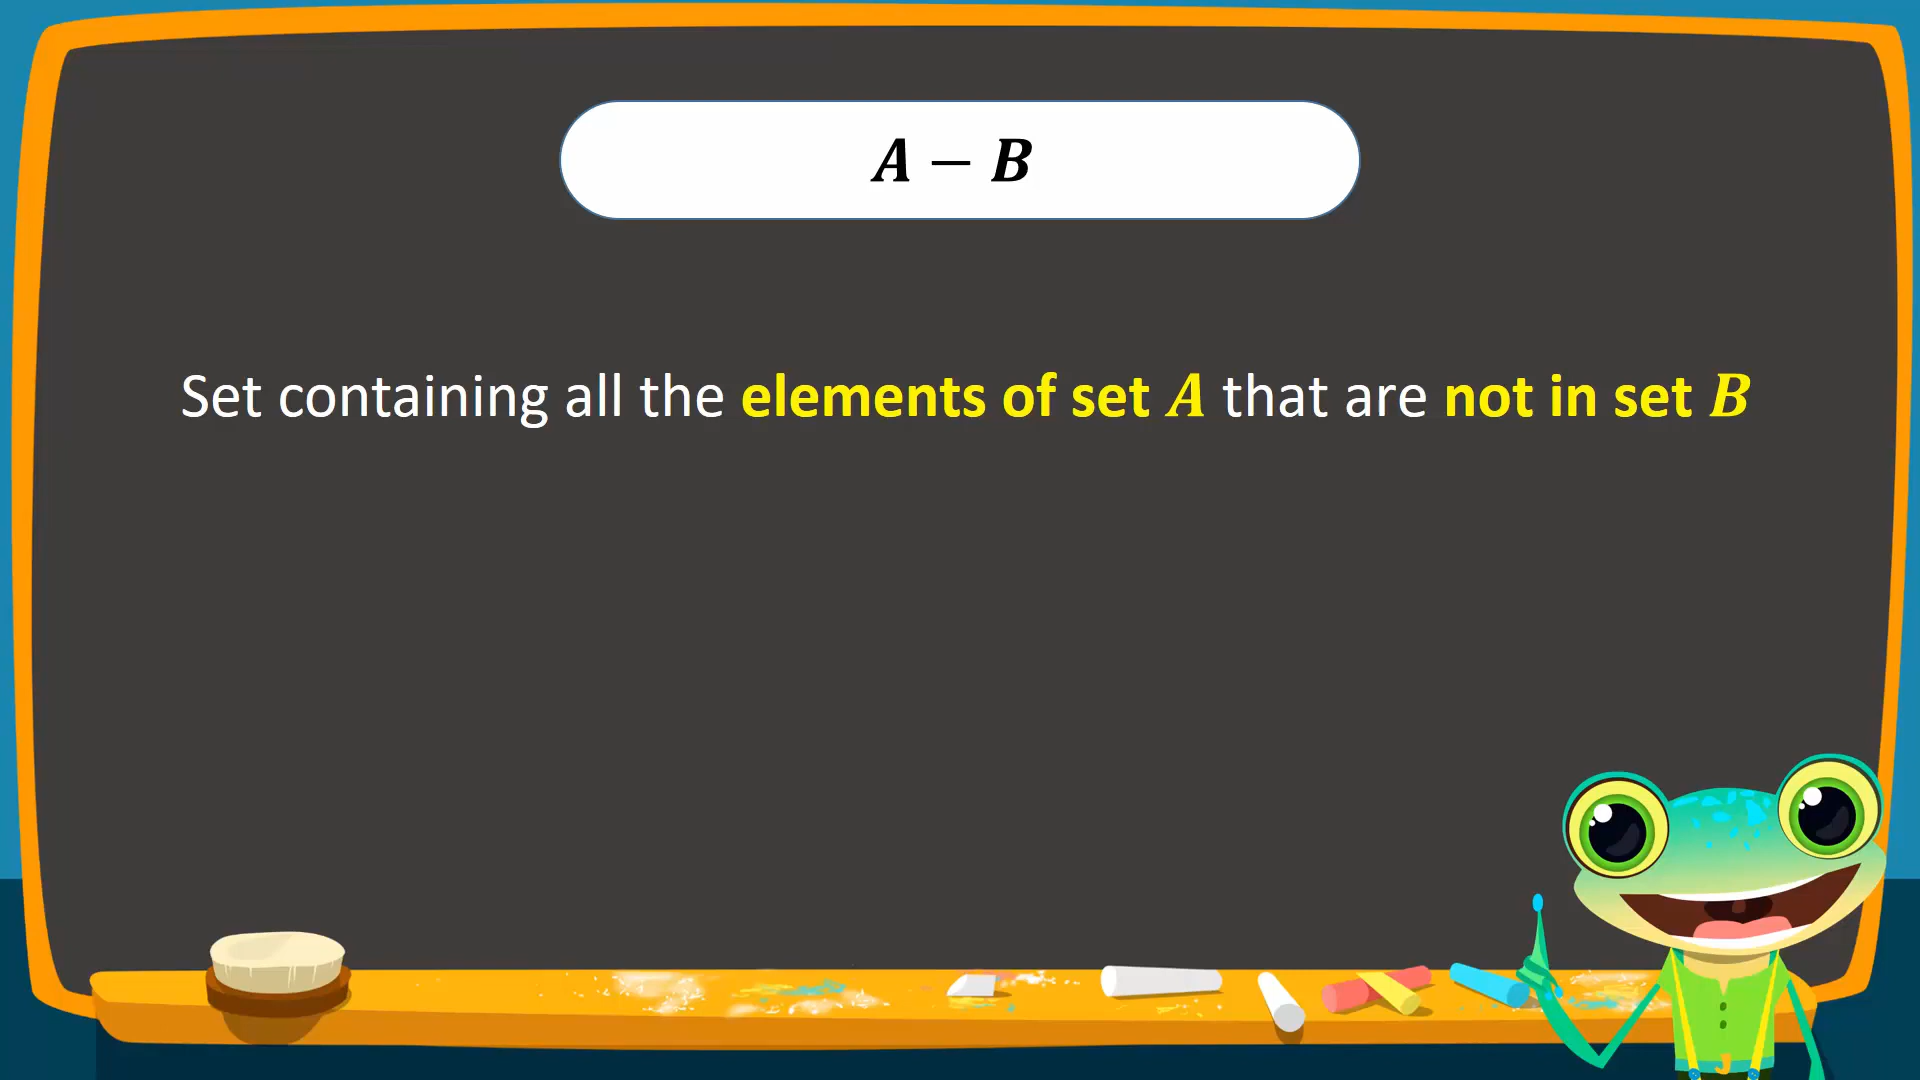 A − B
Set containing all the elements of set A that are not in set B